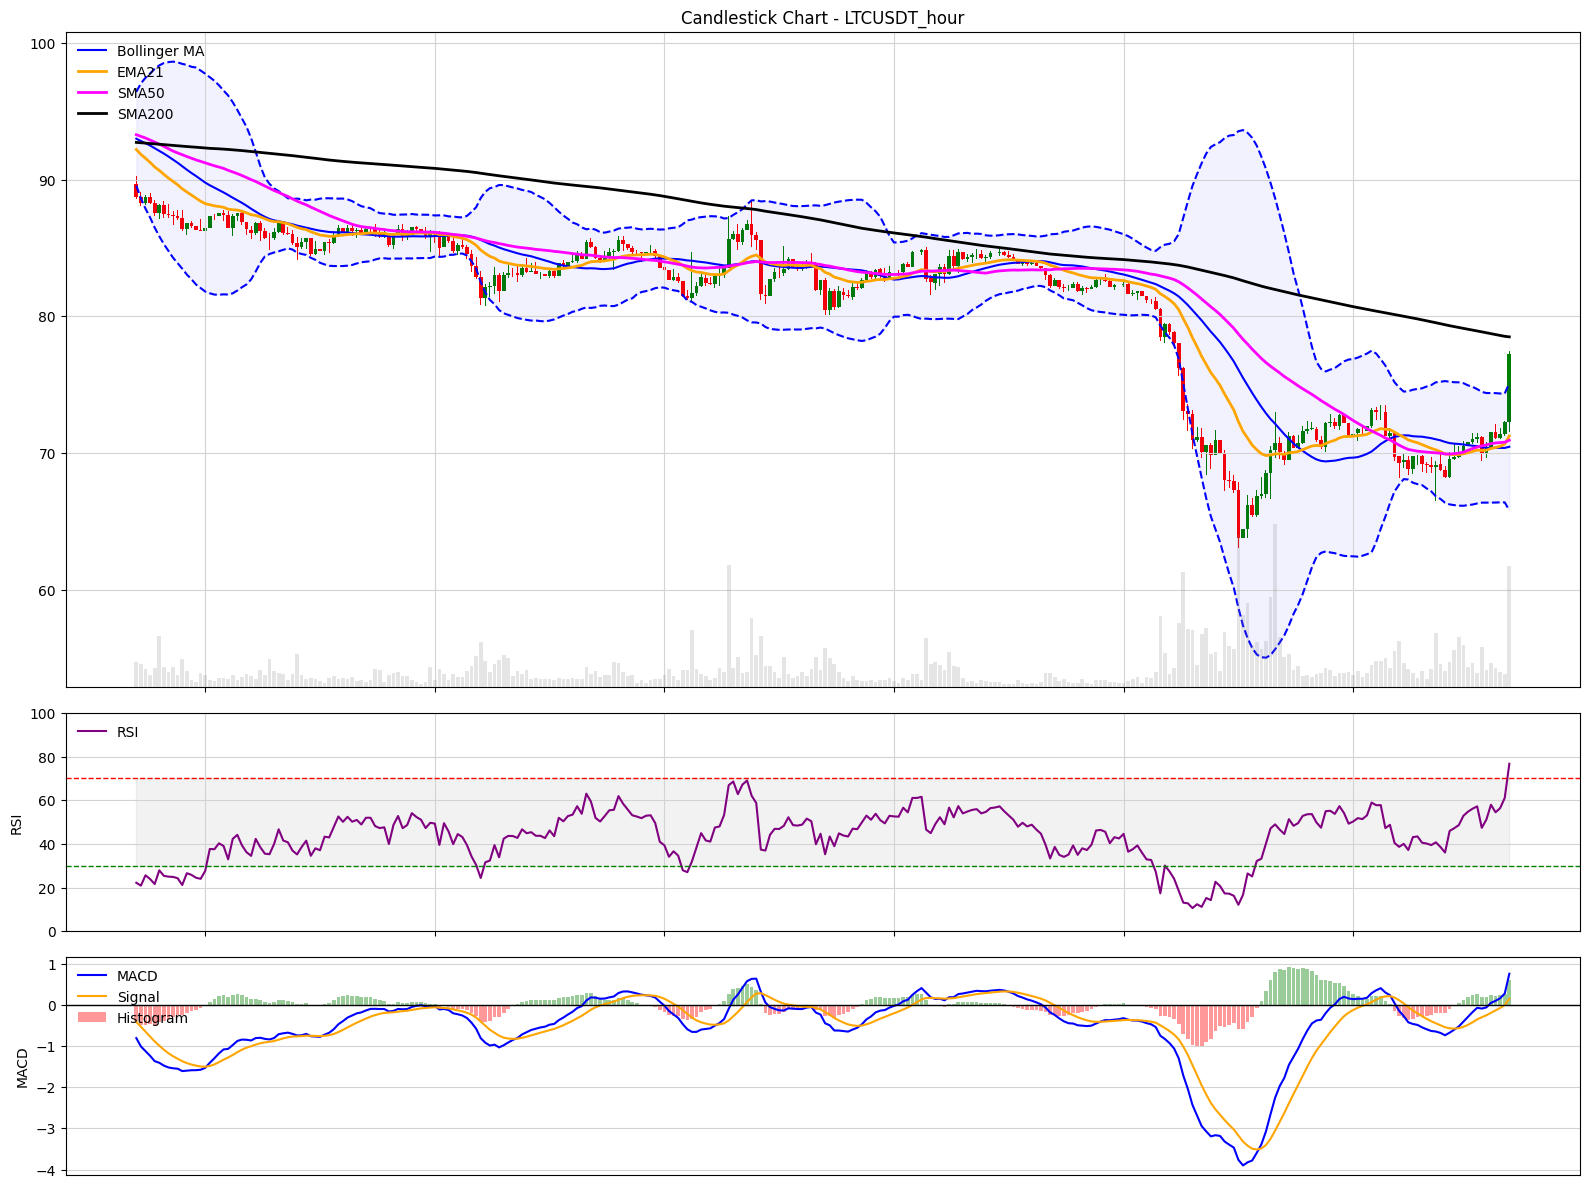 Candlestick Chart - LTCUSDT_hour
Bollinger MA
EMA21
SMA50
SMA200
100
90
80
70
60
RSI
100
80
60
40
20
0
RSI
MACD
Signal
Histogram
1
0
−1
−2
−3
−4
MACD